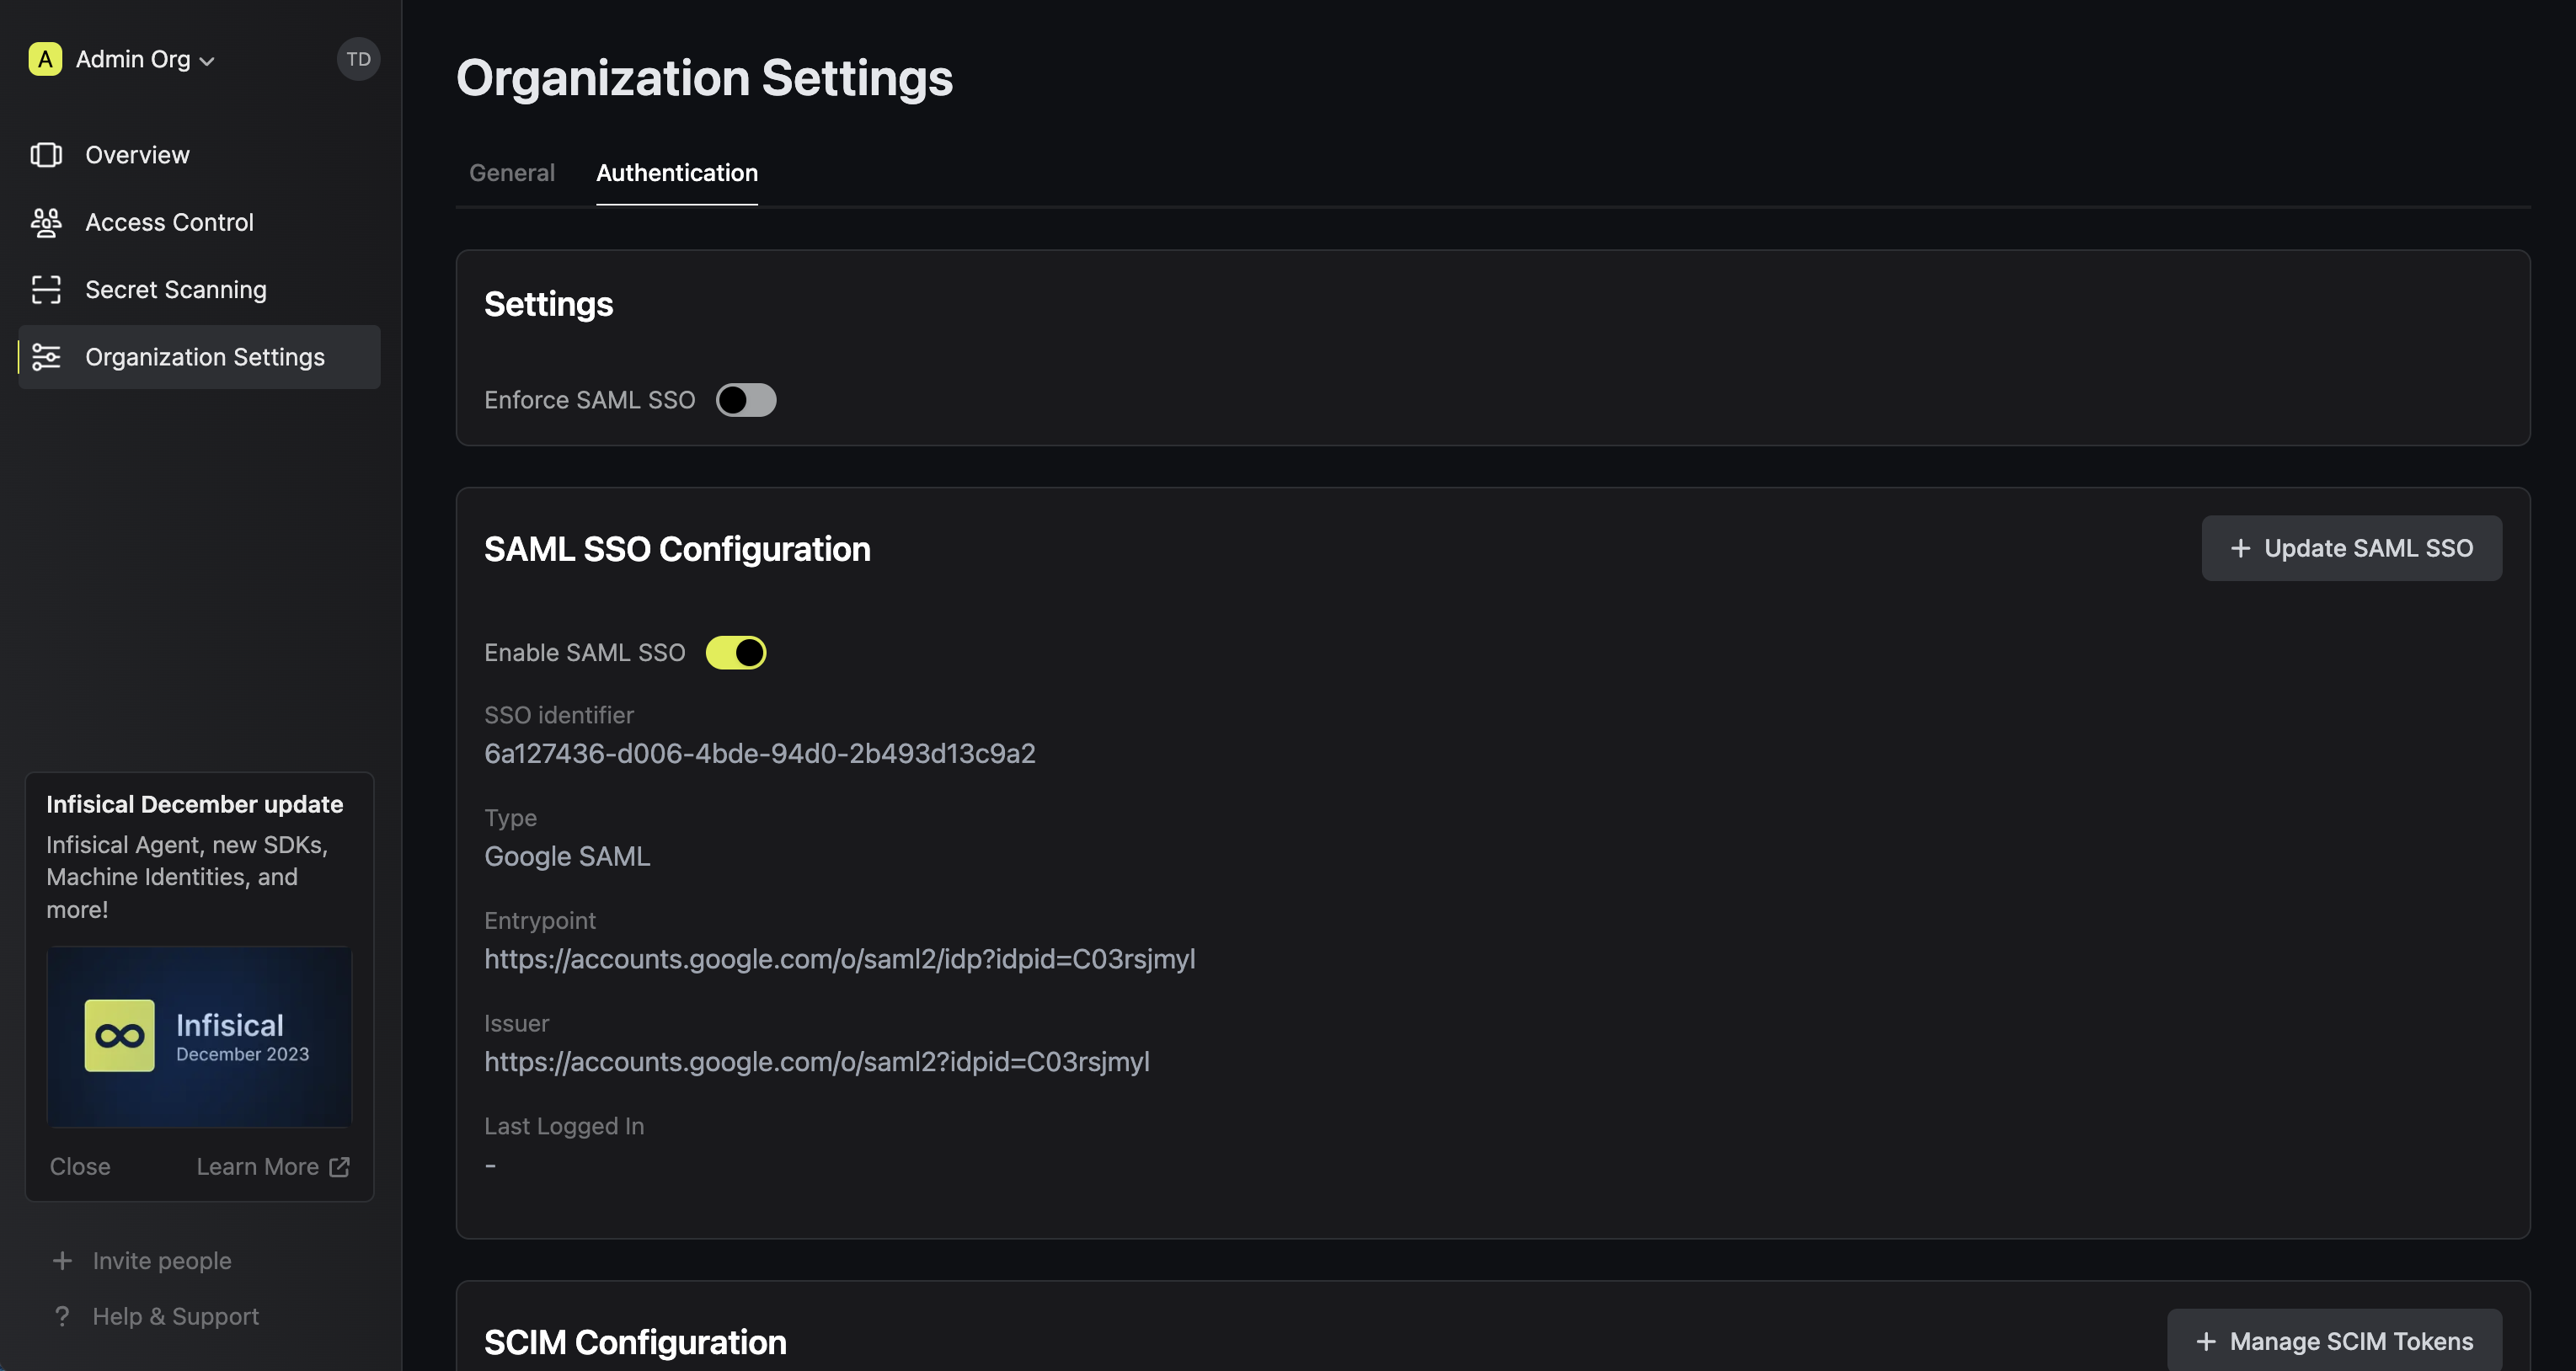 A Admin Org
TD
Overview
Access Control
Secret Scanning
Organization Settings
Infisical December update
Infisical Agent, new SDKs,
Machine Identities, and
more!
Infisical
December 2023
Close Learn More
+ Invite people
? Help & Support
Organization Settings
General Authentication
Settings
Enforce SAML SSO
SAML SSO Configuration
+ Update SAML SSO
Enable SAML SSO
SSO identifier
6a127436-d006-4bde-94d0-2b493d13c9a2
Type
Google SAML
Entrypoint
https://accounts.google.com/o/saml2/idp?idpid=C03rsjmyl
Issuer
https://accounts.google.com/o/saml2?idpid=C03rsjmyl
Last Logged In
-
SCIM Configuration
+ Manage SCIM Tokens